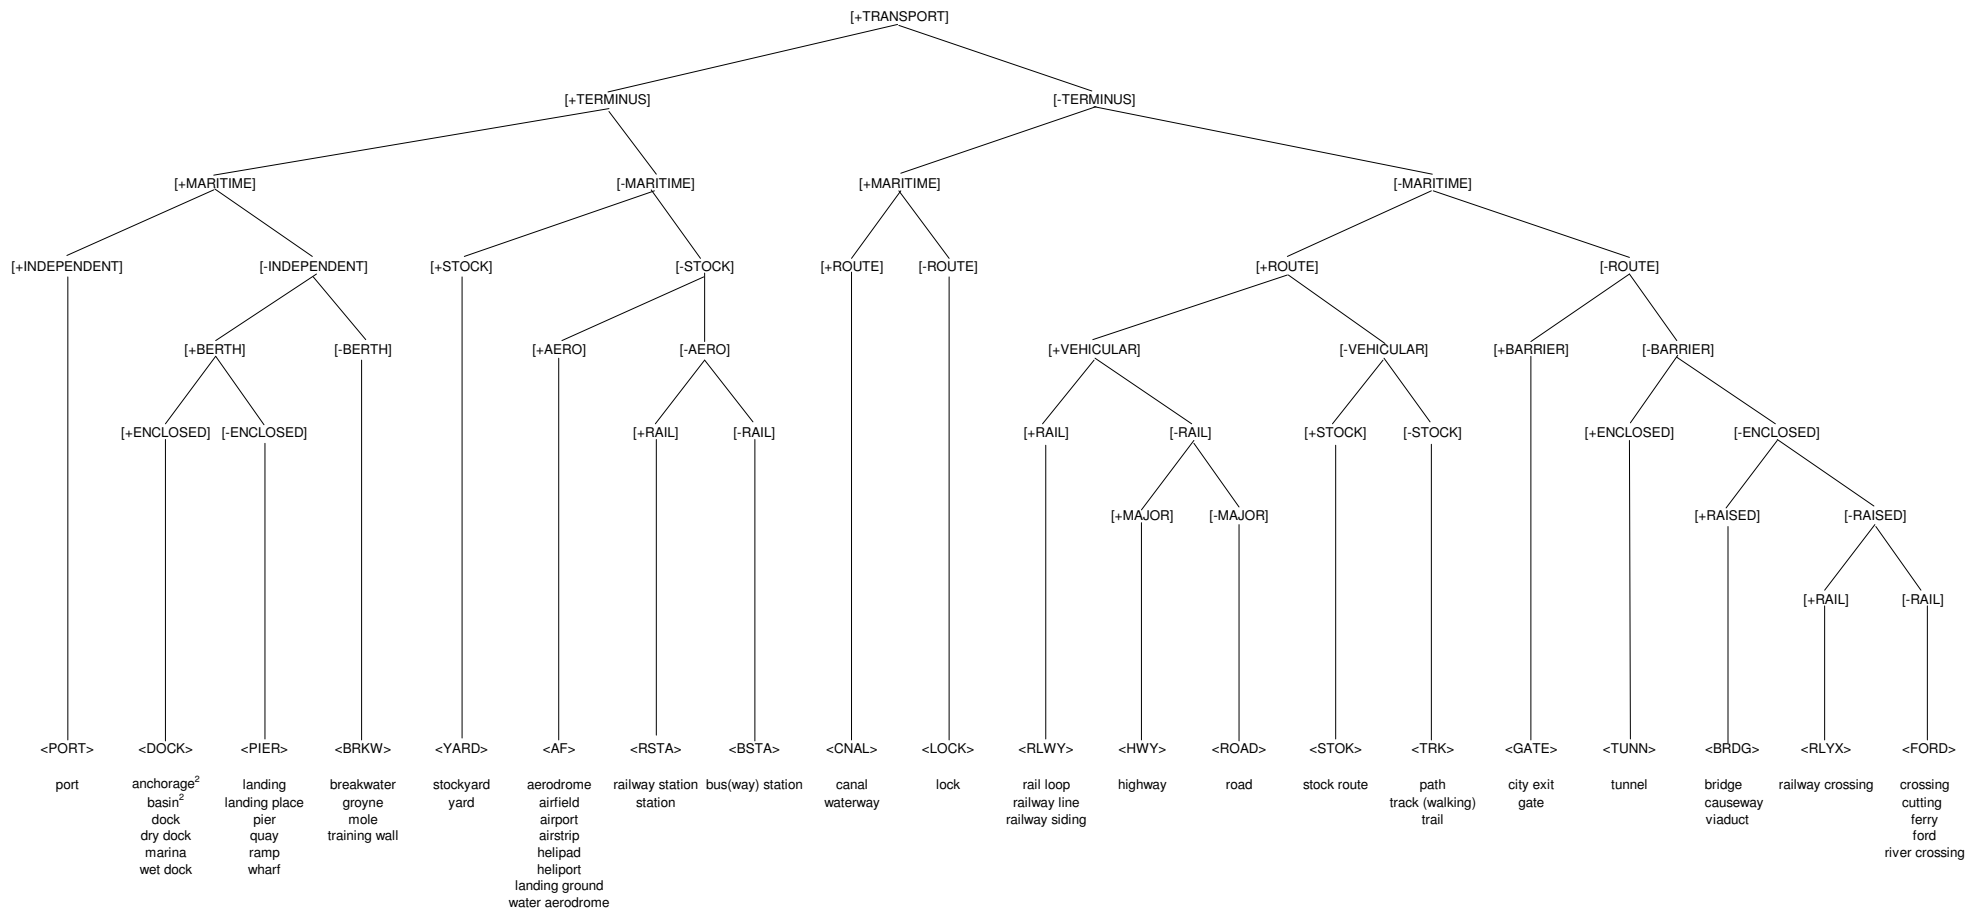 [+TRANSPORT]
[+TERMINUS] [-TERMINUS]
[+MARITIME] [-MARITIME] [+MARITIME] [-MARITIME]
[+INDEPENDENT] [-INDEPENDENT] [+STOCK] [-STOCK] [+ROUTE] [-ROUTE] [+ROUTE] [-ROUTE]
[+BERTH] [-BERTH] [+AERO] [-AERO] [+VEHICULAR] [-VEHICULAR] [+BARRIER] [-BARRIER]
[+ENCLOSED] [-ENCLOSED] [+RAIL] [-RAIL] [+RAIL] [-RAIL] [+STOCK] [-STOCK] [+ENCLOSED] [-ENCLOSED]
[+MAJOR] [-MAJOR] [+RAISED] [-RAISED]
[+RAIL] [-RAIL]
<PORT> <DOCK> <PIER> <BRKW> <YARD> <AF> <RSTA> <BSTA> <CNAL> <LOCK> <RLWY> <HWY> <ROAD> <STOK> <TRK> <GATE> <TUNN> <BRDG> <RLYX> <FORD>
port anchorage² landing breakwater stockyard aerodrome railway station bus(way) station canal lock rail loop highway road stock route path city exit tunnel bridge railway crossing crossing
basin² landing place groyne yard airfield station waterway railway line track (walking) gate causeway cutting
dock pier mole airport railway siding trail viaduct ferry
dry dock quay training wall airstrip ford
marina ramp helipad river crossing
wet dock wharf heliport
landing ground
water aerodrome